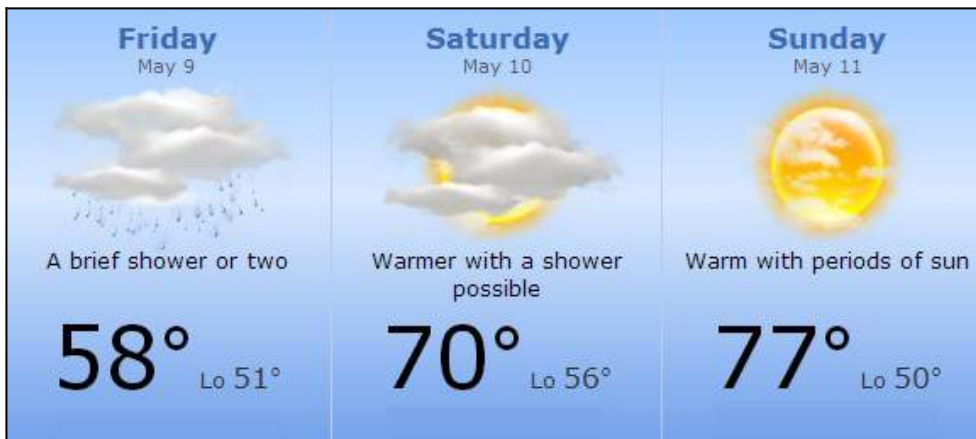 Friday
May 9
A brief shower or two
58° Lo 51°
Saturday
May 10
Warmer with a shower
possible
70° Lo 56°
Sunday
May 11
Warm with periods of sun
77° Lo 50°